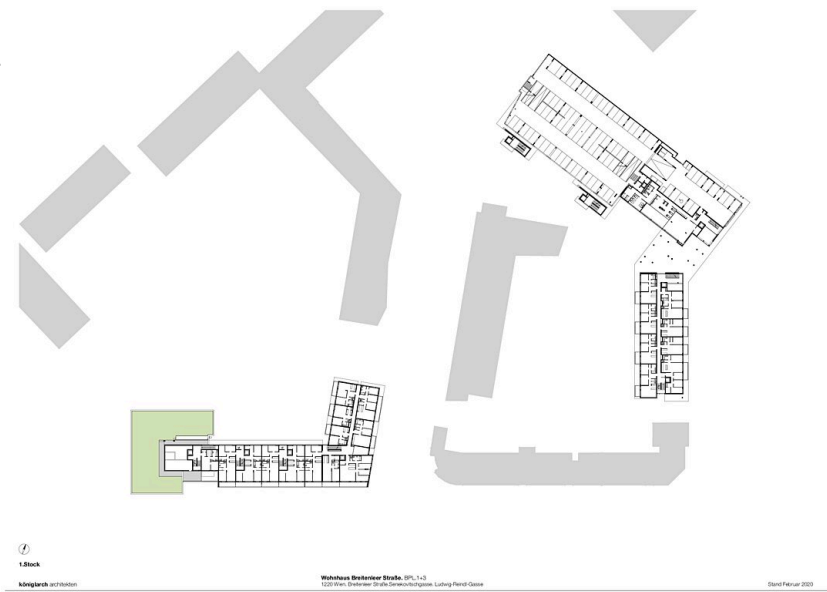 1.Stock
königlarch architekten
Wohnhaus Breitenleer Straße. BPL.1+3
1220 Wien. Breitenleer Straße.Senekovitschgasse. Ludwig-Reindl-Gasse
Stand Februar 2020